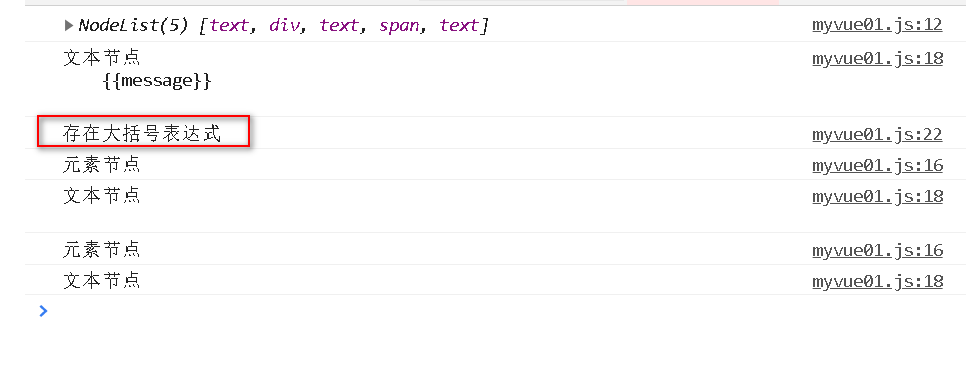 ▶ NodeList(5) [text, div, text, span, text] myvue01.js:12
文本节点 myvue01.js:18
{{message}}
存在大括号表达式 myvue01.js:22
元素节点 myvue01.js:16
文本节点 myvue01.js:18
元素节点 myvue01.js:16
文本节点 myvue01.js:18